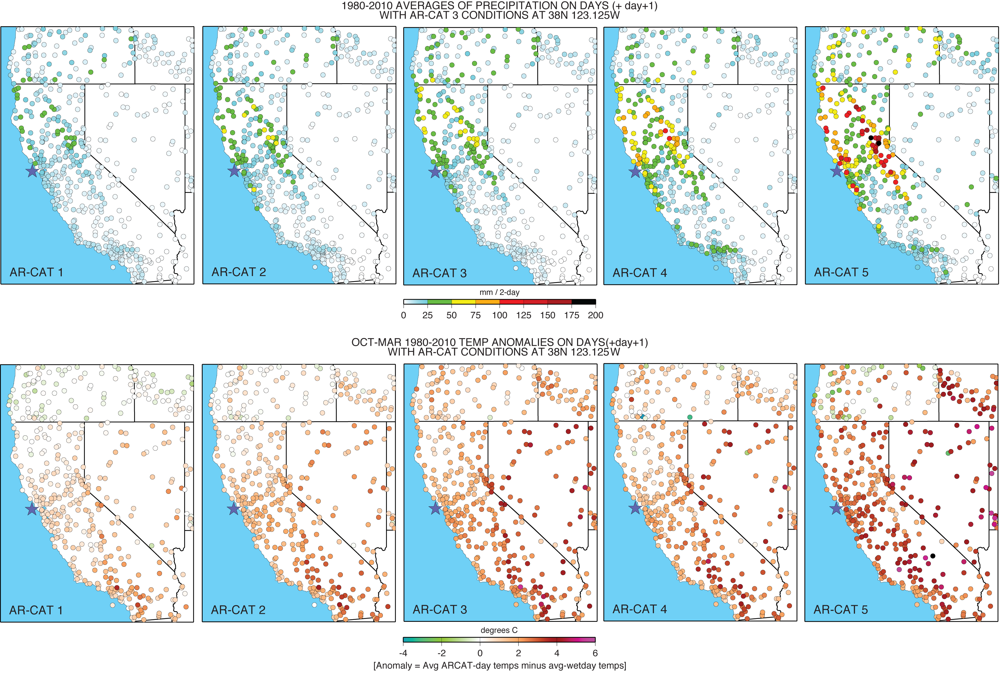 1980-2010 AVERAGES OF PRECIPITATION ON DAYS (+ day+1)
WITH AR-CAT 3 CONDITIONS AT 38N 123.125W
AR-CAT 1 AR-CAT 2 AR-CAT 3 AR-CAT 4 AR-CAT 5
mm / 2-day
0 25 50 75 100 125 150 175 200
OCT-MAR 1980-2010 TEMP ANOMALIES ON DAYS(+day+1)
WITH AR-CAT CONDITIONS AT 38N 123.125W
AR-CAT 1 AR-CAT 2 AR-CAT 3 AR-CAT 4 AR-CAT 5
degrees C
-4 -2 0 2 4 6
[Anomaly = Avg ARCAT-day temps minus avg-wetday temps]